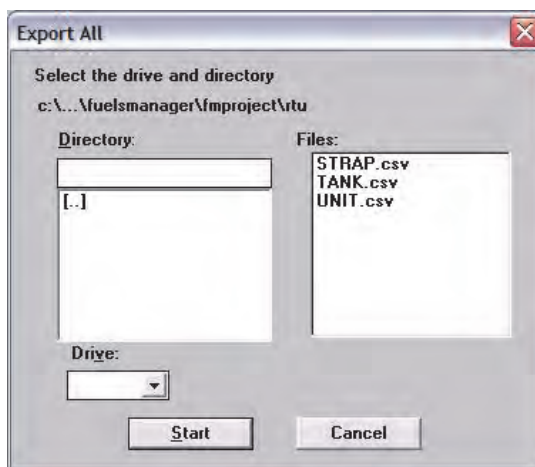 Export All
Select the drive and directory
c:\...\fuelsmanager\fmproject\rtu
Directory:
[..]
Files:
STRAP.csv
TANK.csv
UNIT.csv
Drive:
Start
Cancel